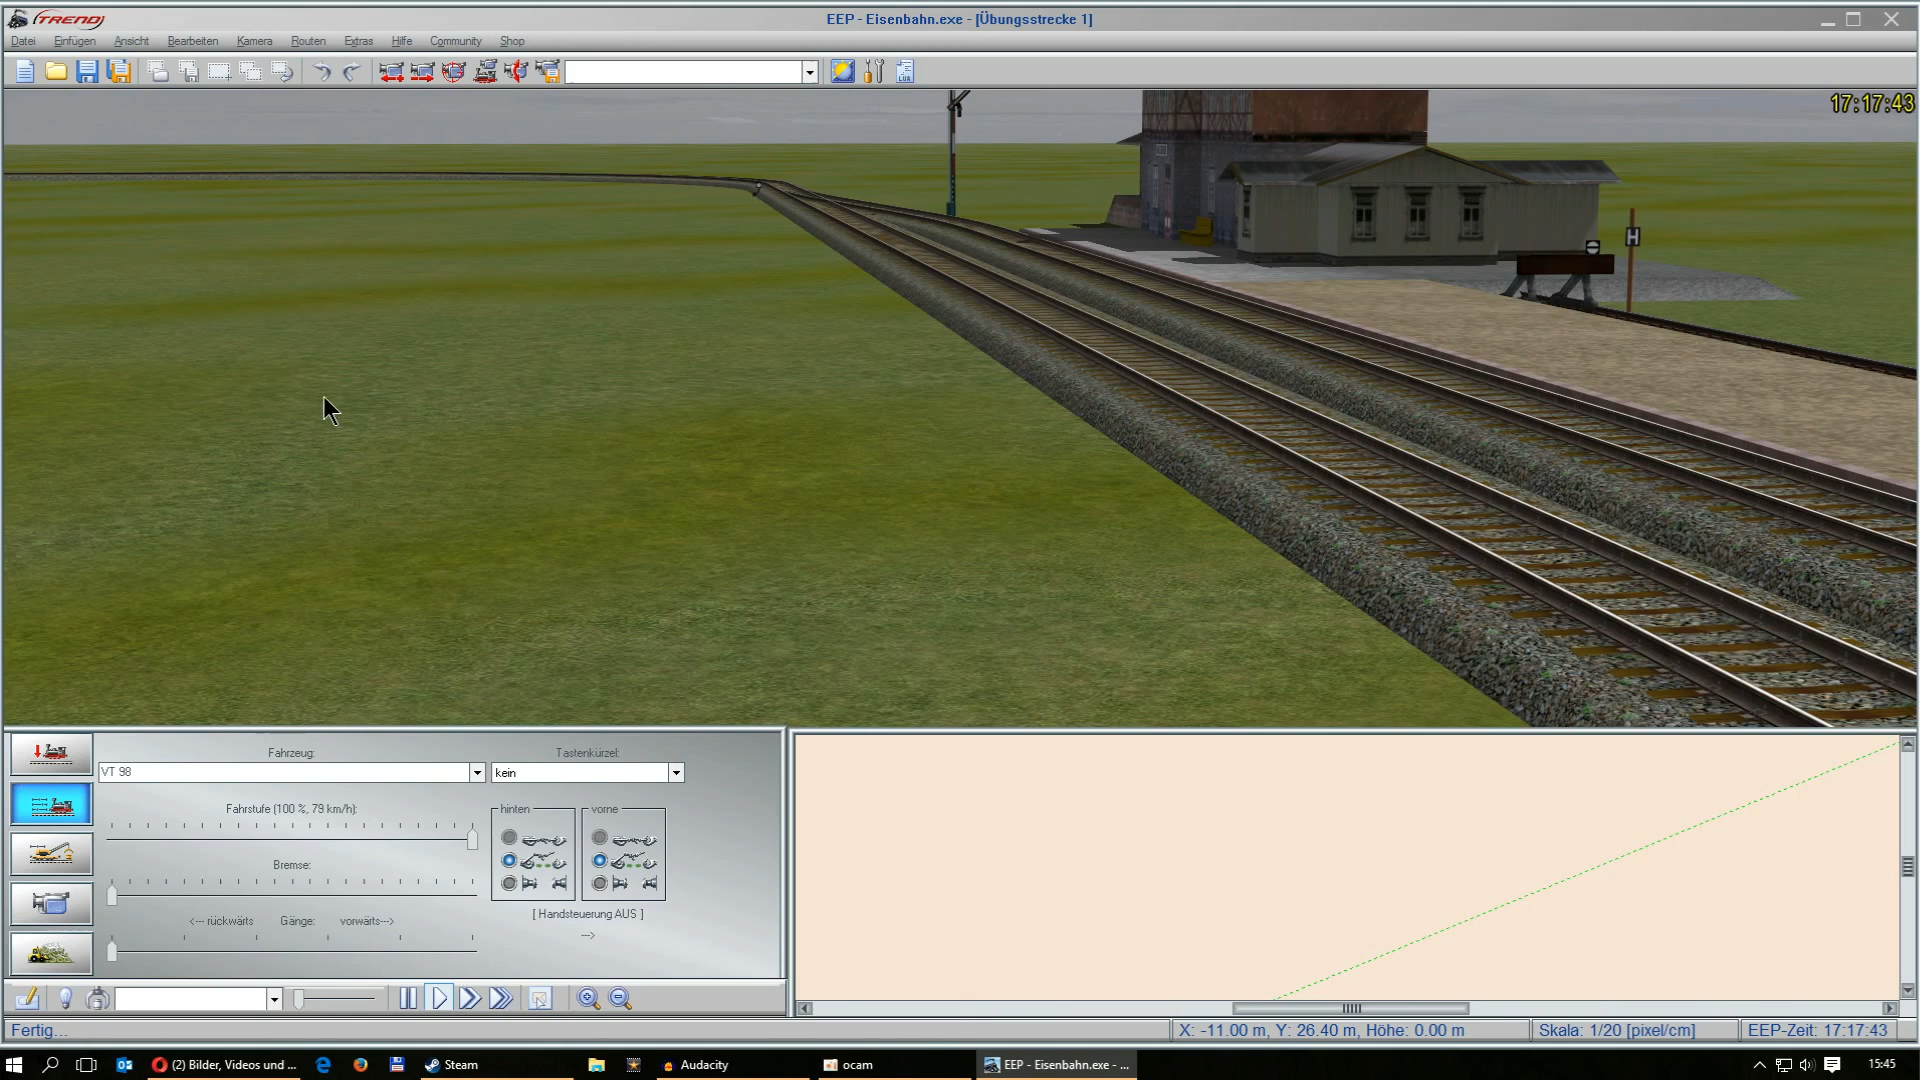 TREND
EEP - Eisenbahn.exe - [Übungsstrecke 1]
Datei Einfügen Ansicht Bearbeiten Kamera Routen Extras Hilfe Community Shop
LUA
17:17:43
H
Fahrzeug:
Tastenkürzel:
VT 98
kein
Fahrstufe (100 %, 79 km/h):
hinten
vorne
Bremse:
<--- rückwärts Gänge: vorwärts--->
[ Handsteuerung AUS ]
--->
Fertig...
X: -11.00 m, Y: 26.40 m, Höhe: 0.00 m
Skala: 1/20 [pixel/cm]
EEP-Zeit: 17:17:43
(2) Bilder, Videos und ...
Steam
Audacity
ocam
EEP - Eisenbahn.exe - ...
15:45